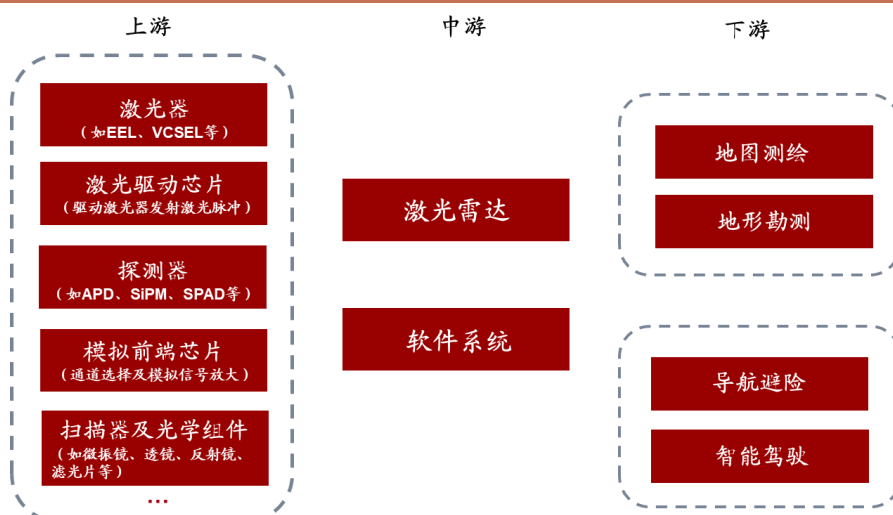 上游
中游
下游
激光器
（如EEL、VCSEL等）
激光驱动芯片
（驱动激光器发射激光脉冲）
探测器
（如APD、SiPM、SPAD等）
模拟前端芯片
（通道选择及模拟信号放大）
扫描器及光学组件
（如微振镜、透镜、反射镜、
滤光片等）
...
激光雷达
软件系统
地图测绘
地形勘测
导航避险
智能驾驶